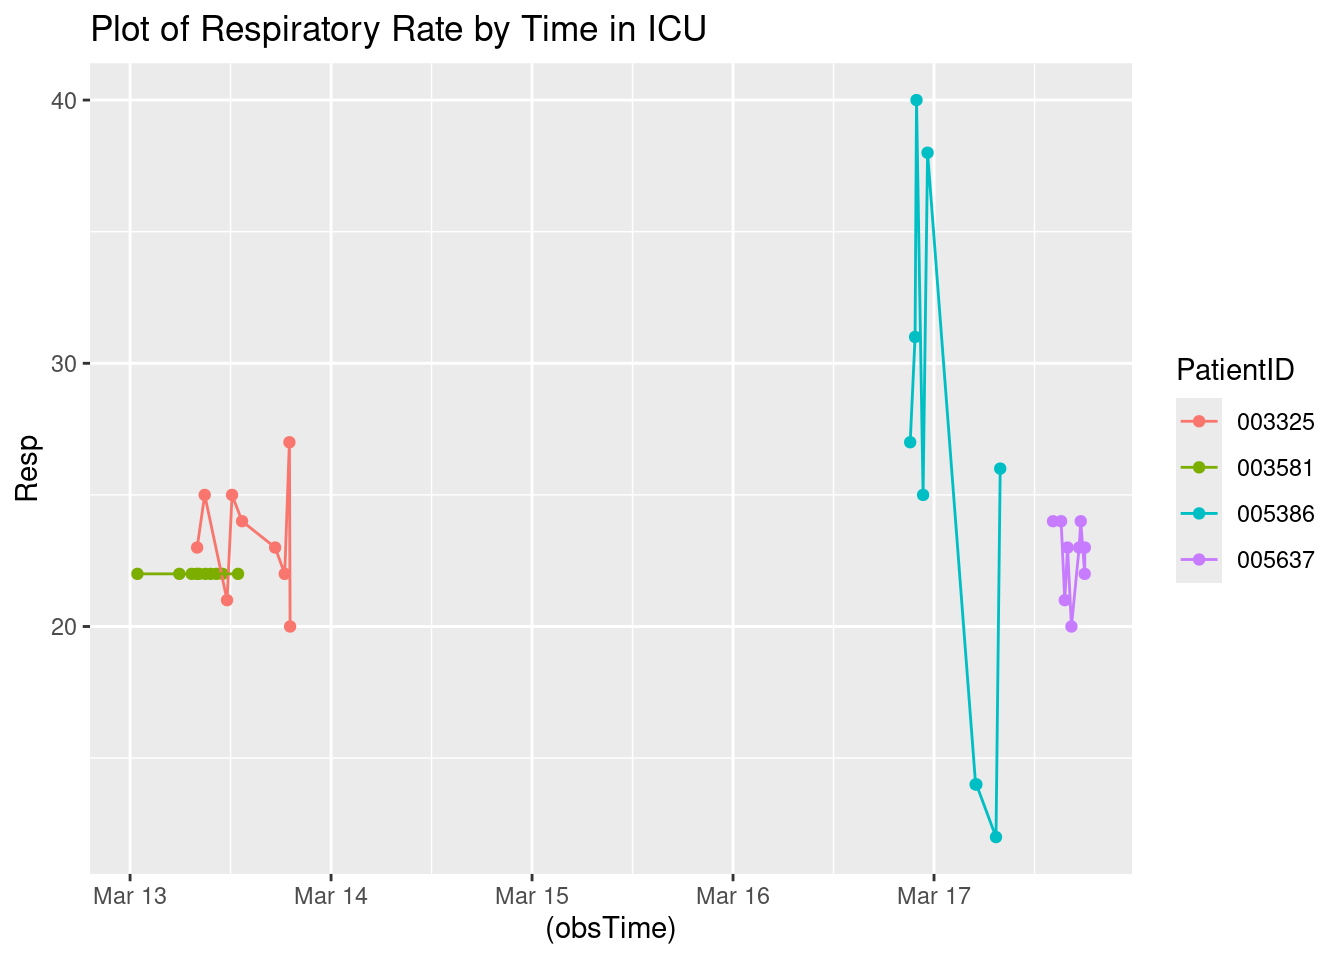 Plot of Respiratory Rate by Time in ICU
40
30
20
Resp
Mar 13
Mar 14
Mar 15
Mar 16
Mar 17
(obsTime)
PatientID
003325
003581
005386
005637